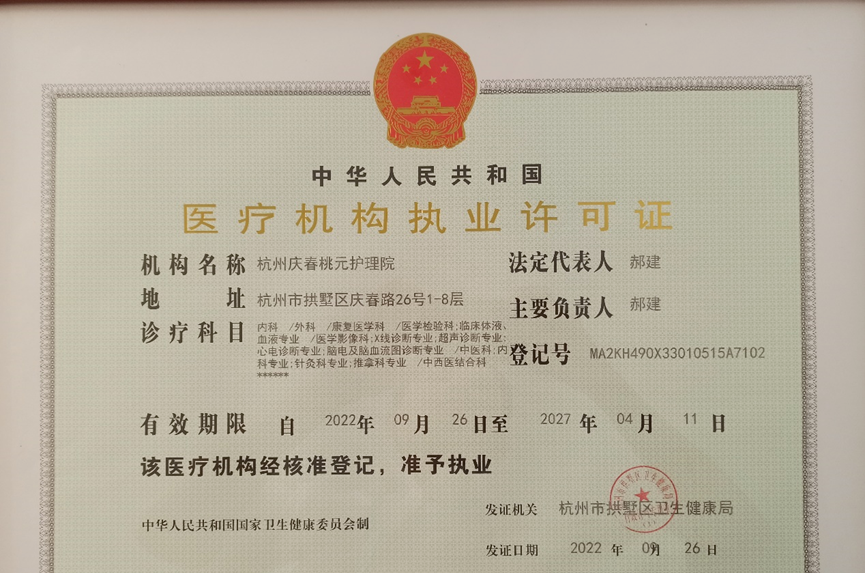 中华人民共和国
医疗机构执业许可证
机构名称 杭州庆春桃元护理院
法定代表人 郝建
地址 杭州市拱墅区庆春路26号1-8层
主要负责人 郝建
诊疗科目 内科 /外科 /康复医学科 /医学检验科;临床体液、
血液专业 /医学影像科;X线诊断专业;超声诊断专业;
心电诊断专业;脑电及脑血流图诊断专业 /中医科;内
科专业;针灸科专业;推拿科专业 /中西医结合科
******
登记号 MA2KH490X33010515A7102
有效期限 自 2022年 09月 26日至 2027年 04月 11日
该医疗机构经核准登记，准予执业
发证机关 杭州市拱墅区卫生健康局
中华人民共和国国家卫生健康委员会制
发证日期 2022年 09月 26日